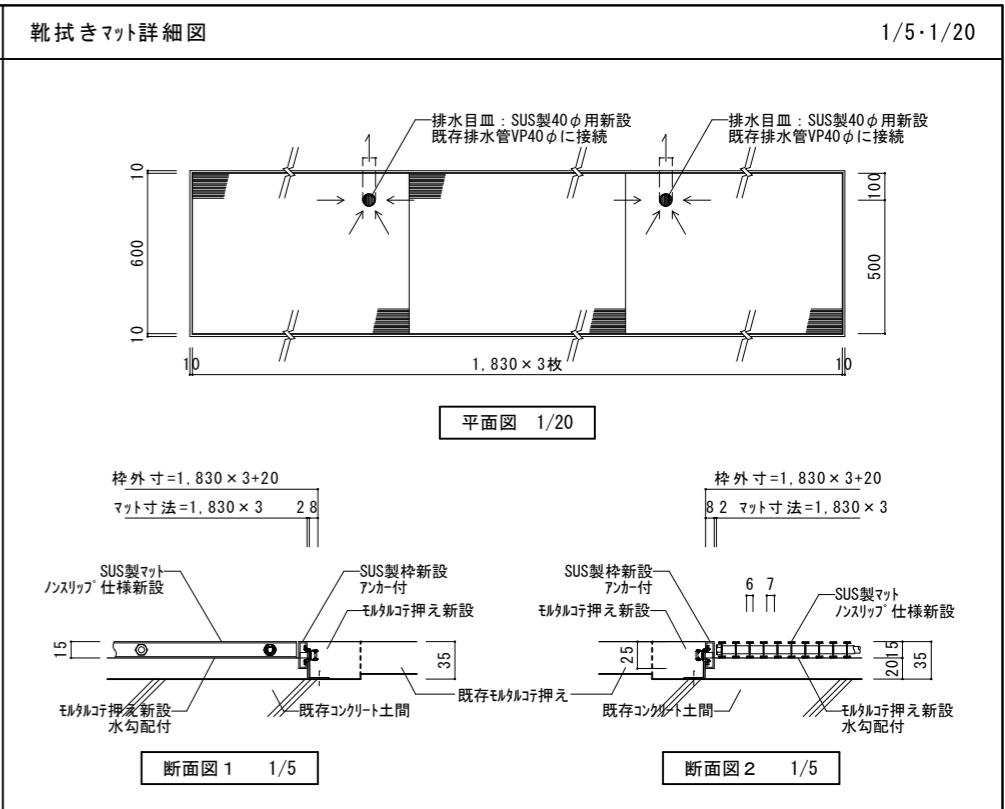 靴拭きﾏｯﾄ詳細図
1/5･1/20
排水目皿：SUS製40φ用新設
既存排水管VP40φに接続
排水目皿：SUS製40φ用新設
既存排水管VP40φに接続
10
600
10
100
500
10
1,830×3枚
10
平面図 1/20
枠外寸=1,830×3+20
ﾏｯﾄ寸法=1,830×3
2 8
SUS製ﾏｯﾄ
ﾉﾝｽﾘｯﾌﾟ仕様新設
SUS製枠新設
ｱﾝｶｰ付
ﾓﾙﾀﾙｺﾃ押え新設
15
35
既存ﾓﾙﾀﾙｺﾃ押え
ﾓﾙﾀﾙｺﾃ押え新設
水勾配付
既存ｺﾝｸﾘｰﾄ土間
断面図1 1/5
枠外寸=1,830×3+20
8 2
ﾏｯﾄ寸法=1,830×3
SUS製枠新設
ｱﾝｶｰ付
ﾓﾙﾀﾙｺﾃ押え新設
6 7
SUS製ﾏｯﾄ
ﾉﾝｽﾘｯﾌﾟ仕様新設
25
15
20
35
既存ｺﾝｸﾘｰﾄ土間
ﾓﾙﾀﾙｺﾃ押え新設
水勾配付
断面図2 1/5